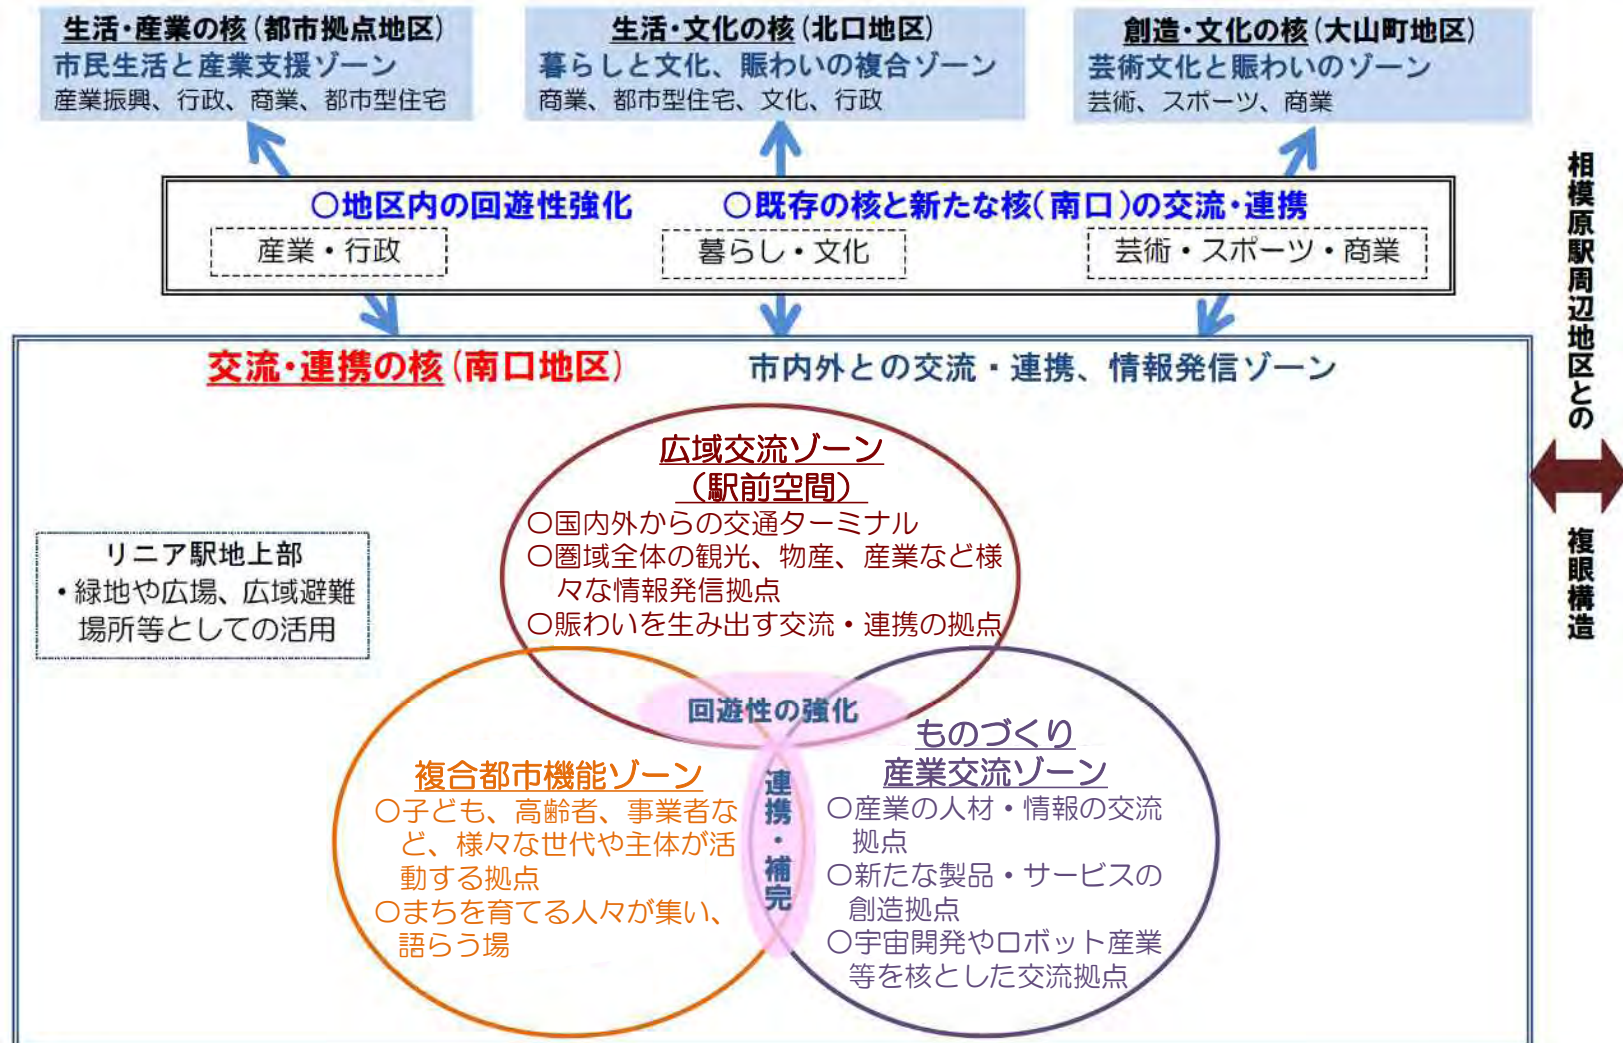 生活・産業の核(都市拠点地区)
市民生活と産業支援ゾーン
産業振興、行政、商業、都市型住宅
生活・文化の核(北口地区)
暮らしと文化、賑わいの複合ゾーン
商業、都市型住宅、文化、行政
創造・文化の核(大山町地区)
芸術文化と賑わいのゾーン
芸術、スポーツ、商業
〇地区内の回遊性強化
〇既存の核と新たな核(南口)の交流・連携
産業・行政
暮らし・文化
芸術・スポーツ・商業
交流・連携の核(南口地区)
市内外との交流・連携、情報発信ゾーン
広域交流ゾーン
(駅前空間)
〇国内外からの交通ターミナル
〇圏域全体の観光、物産、産業など様
々な情報発信拠点
〇賑わいを生み出す交流・連携の拠点
リニア駅地上部
・緑地や広場、広域避難
場所等としての活用
回遊性の強化
連携・補完
複合都市機能ゾーン
〇子ども、高齢者、事業者な
ど、様々な世代や主体が活
動する拠点
〇まちを育てる人々が集い、
語らう場
ものづくり
産業交流ゾーン
〇産業の人材・情報の交流
拠点
〇新たな製品・サービスの
創造拠点
〇宇宙開発やロボット産業
等を核とした交流拠点
相模原駅周辺地区との
複眼構造